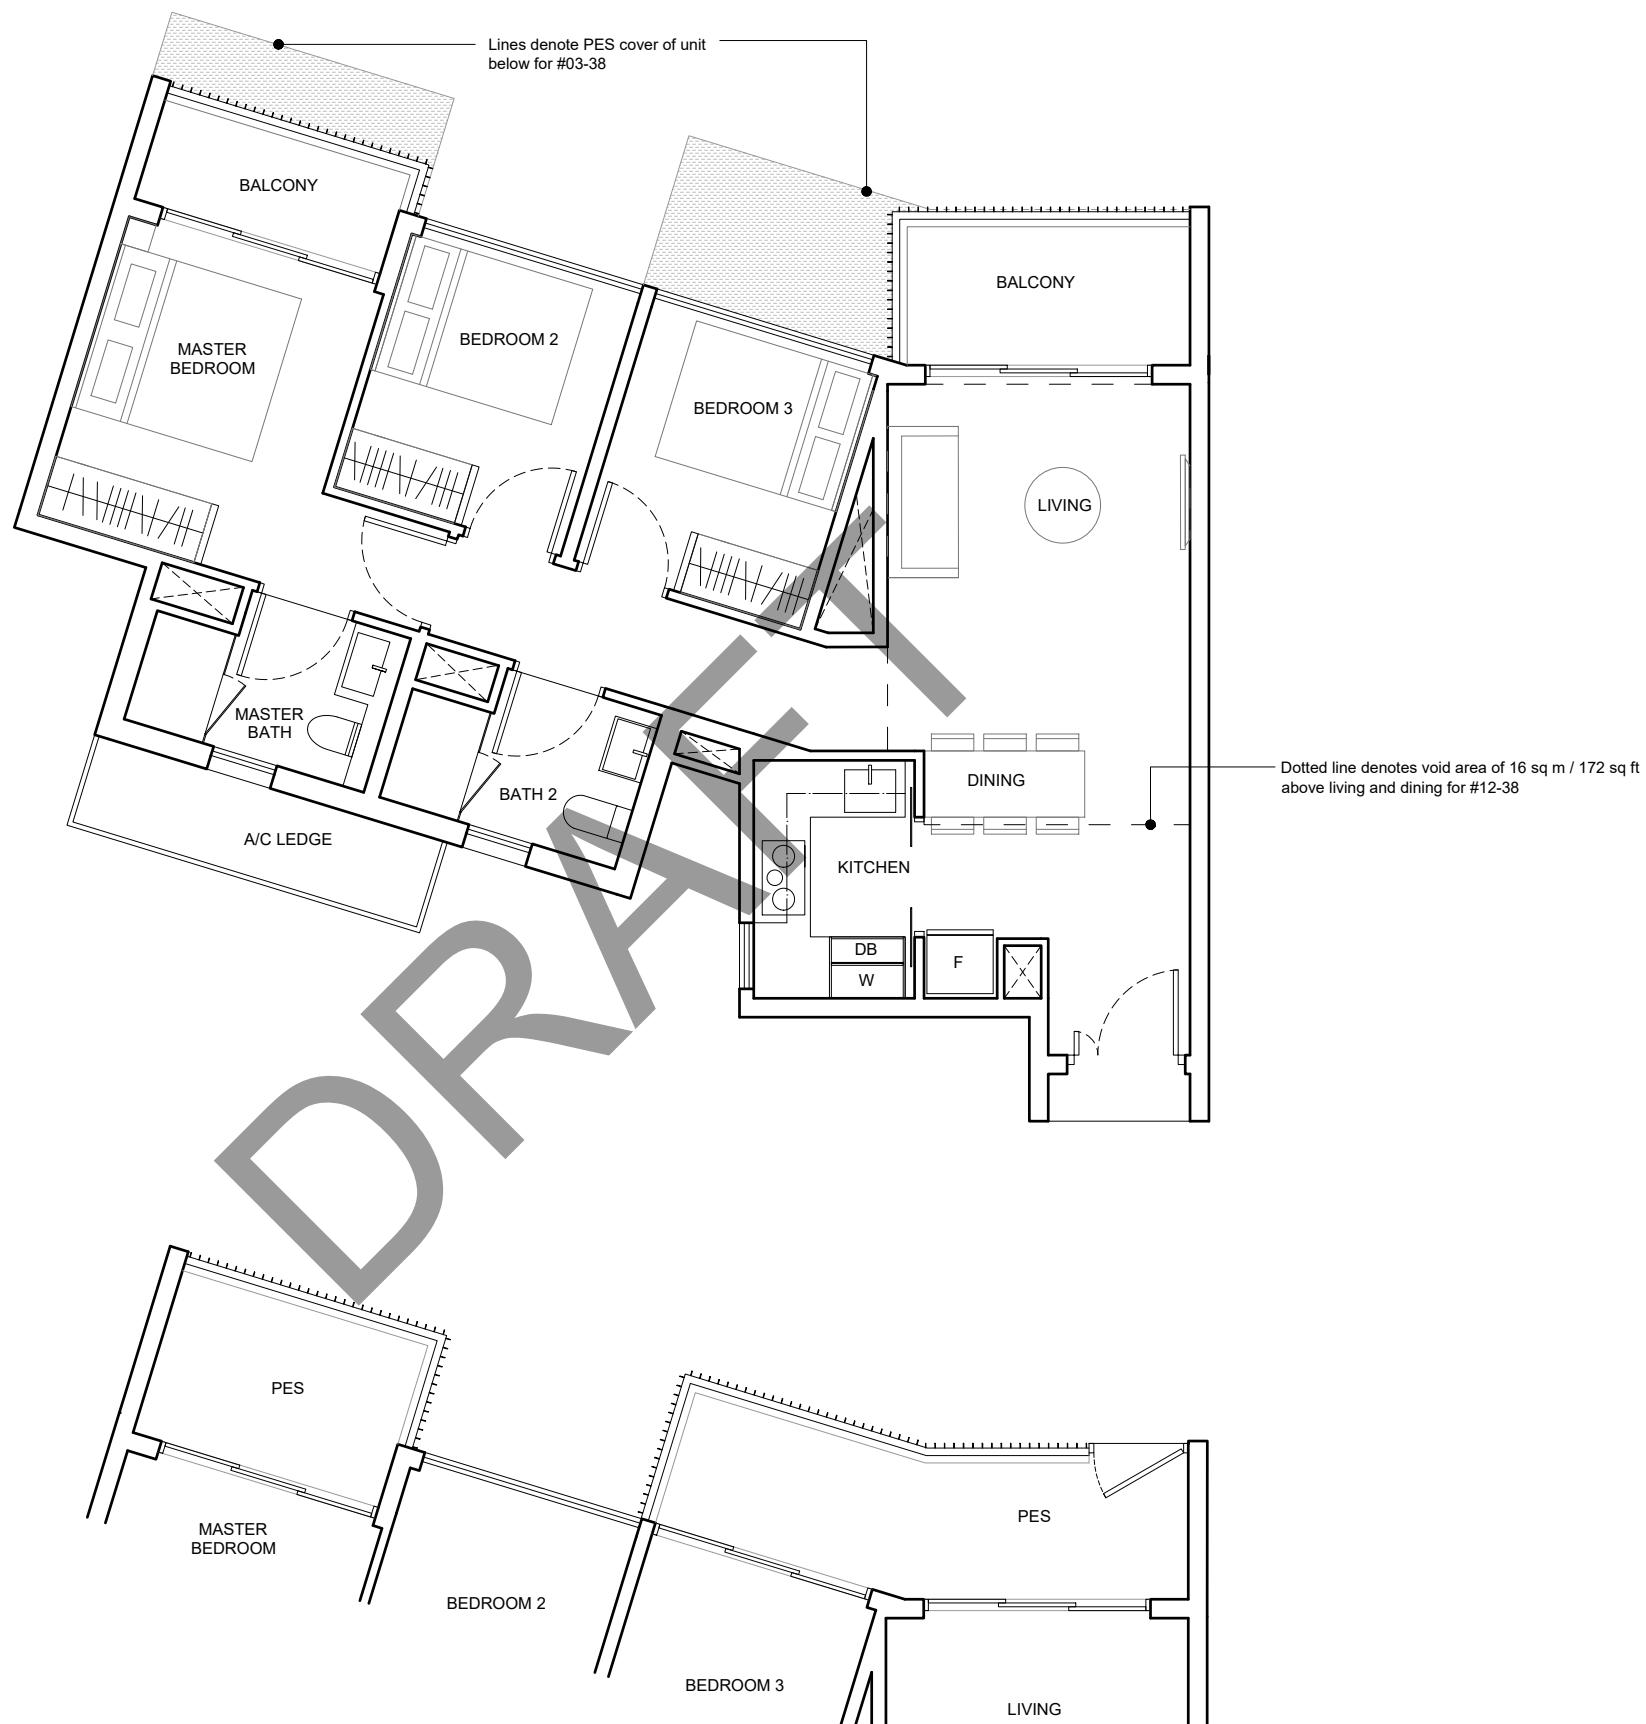 Lines denote PES cover of unit
below for #03-38
BALCONY
BALCONY
BEDROOM 2
MASTER
BEDROOM
BEDROOM 3
LIVING
MASTER
BATH
DINING
Dotted line denotes void area of 16 sq m / 172 sq ft
above living and dining for #12-38
BATH 2
A/C LEDGE
KITCHEN
DB
F
W
DRAFT
PES
PES
MASTER
BEDROOM
BEDROOM 2
BEDROOM 3
LIVING